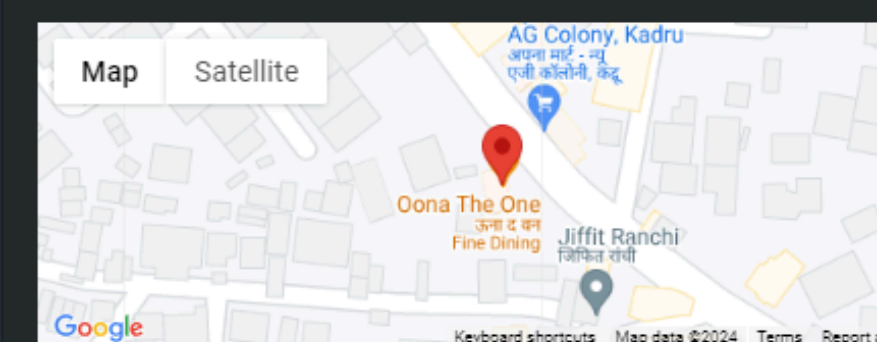 Map
Satellite
AG Colony, Kadru
अपना मार्ट - न्यू
एजी कॉलोनी, केदू
Oona The One
ऊना द वन
Fine Dining
Jiffit Ranchi
जिफित रांची
Google
Keyboard shortcuts Map data ©2024 Terms Report